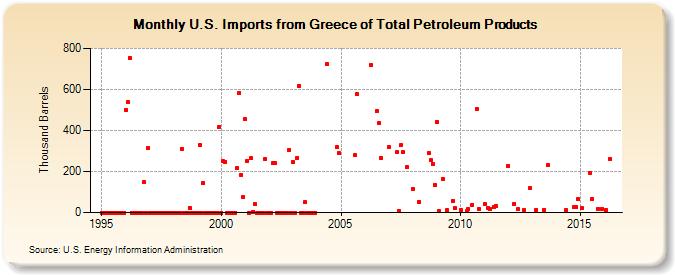 Monthly U.S. Imports from Greece of Total Petroleum Products
Thousand Barrels
800
600
400
200
0
1995 2000 2005 2010 2015
Source: U.S. Energy Information Administration